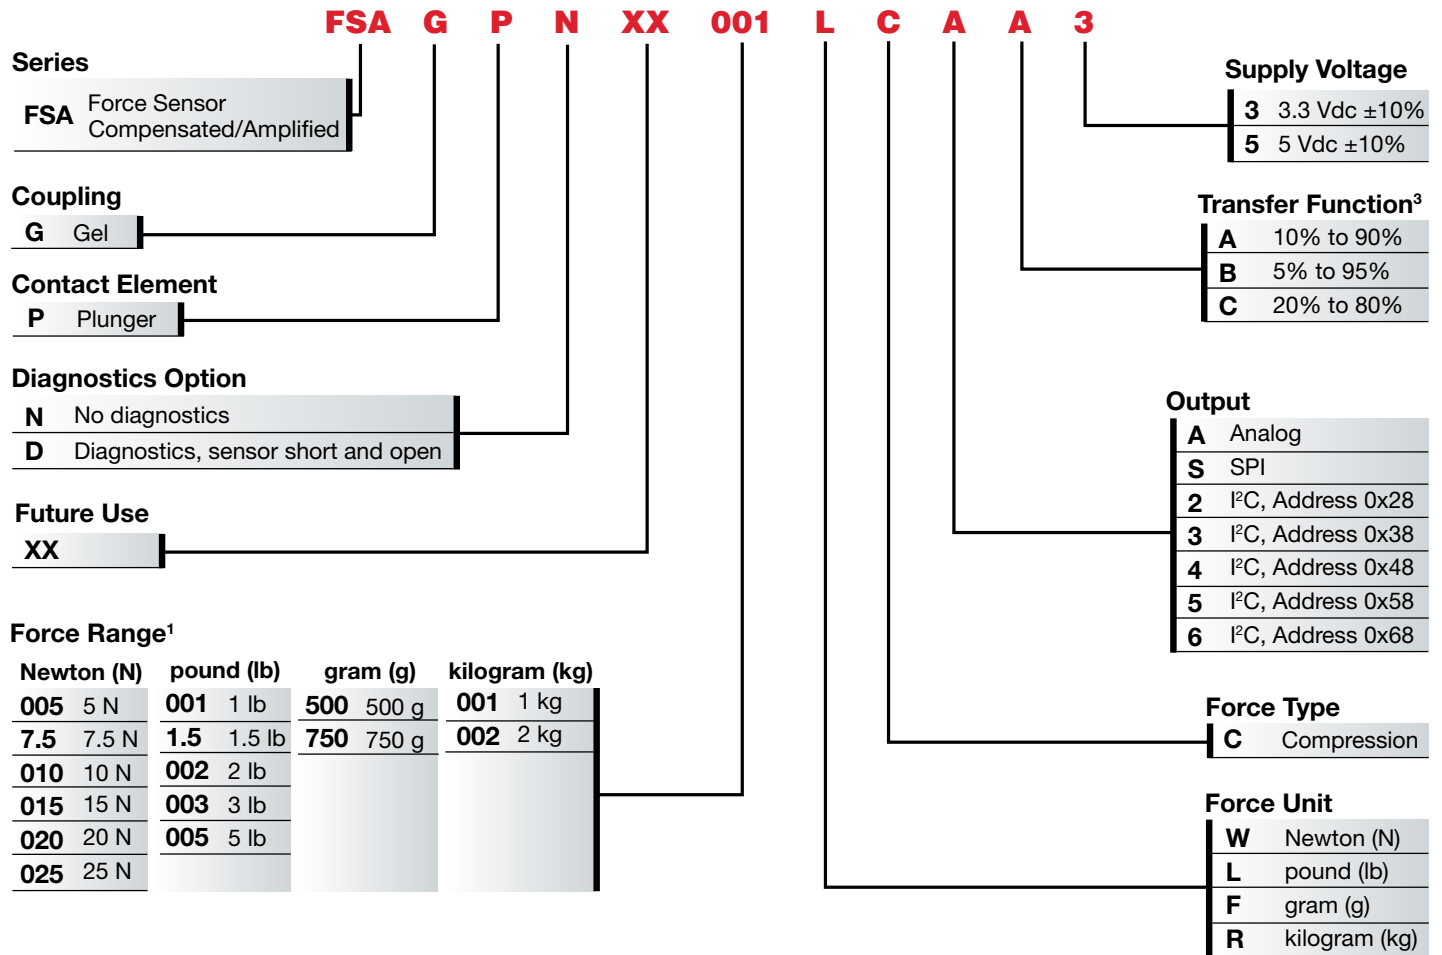 FSA G P N XX 001 L C A A 3
Series
FSA Force Sensor
Compensated/Amplified
Coupling
G Gel
Contact Element
P Plunger
Diagnostics Option
N No diagnostics
D Diagnostics, sensor short and open
Future Use
XX
Force Range¹
Newton (N) pound (lb) gram (g) kilogram (kg)
005 5 N 001 1 lb 500 500 g 001 1 kg
7.5 7.5 N 1.5 1.5 lb 750 750 g 002 2 kg
010 10 N 002 2 lb
015 15 N 003 3 lb
020 20 N 005 5 lb
025 25 N
Supply Voltage
3 3.3 Vdc ±10%
5 5 Vdc ±10%
Transfer Function³
A 10% to 90%
B 5% to 95%
C 20% to 80%
Output
A Analog
S SPI
2 I²C, Address 0x28
3 I²C, Address 0x38
4 I²C, Address 0x48
5 I²C, Address 0x58
6 I²C, Address 0x68
Force Type
C Compression
Force Unit
W Newton (N)
L pound (lb)
F gram (g)
R kilogram (kg)